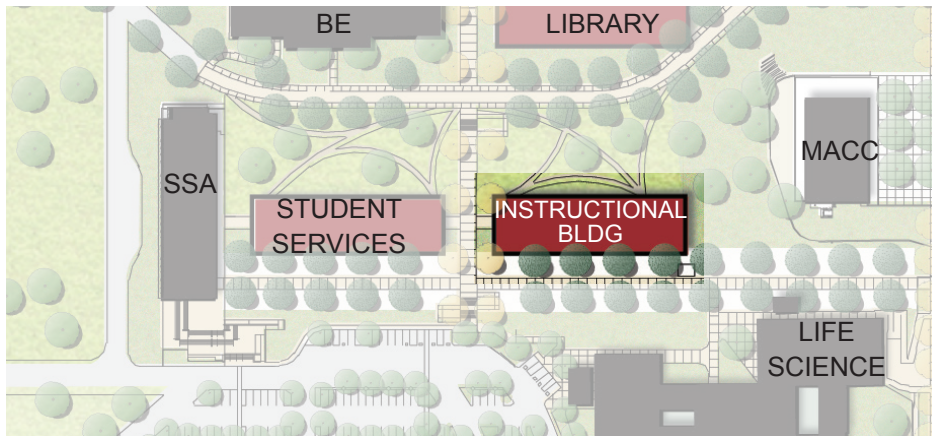 BE
LIBRARY
MACC
SSA
STUDENT
SERVICES
INSTRUCTIONAL
BLDG
LIFE
SCIENCE